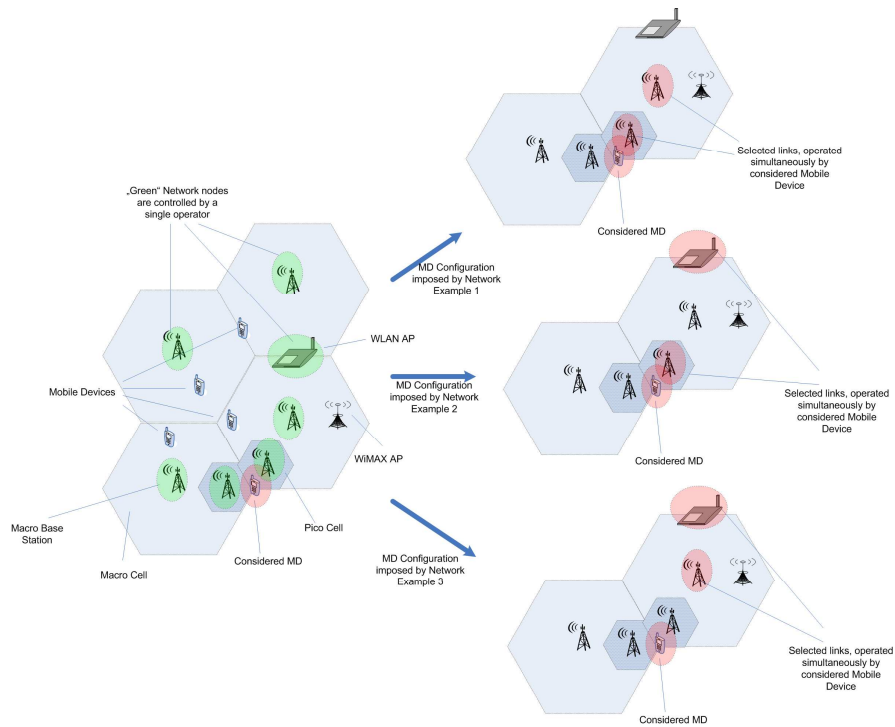 „Green“ Network nodes
are controlled by a
single operator
WLAN AP
Mobile Devices
WiMAX AP
Macro Base
Station
Pico Cell
Macro Cell
Considered MD
MD Configuration
imposed by Network
Example 1
Selected links, operated
simultaneously by
considered Mobile
Device
Considered MD
MD Configuration
imposed by Network
Example 2
Selected links, operated
simultaneously by
considered Mobile
Device
Considered MD
MD Configuration
imposed by Network
Example 3
Selected links, operated
simultaneously by
considered Mobile
Device
Considered MD